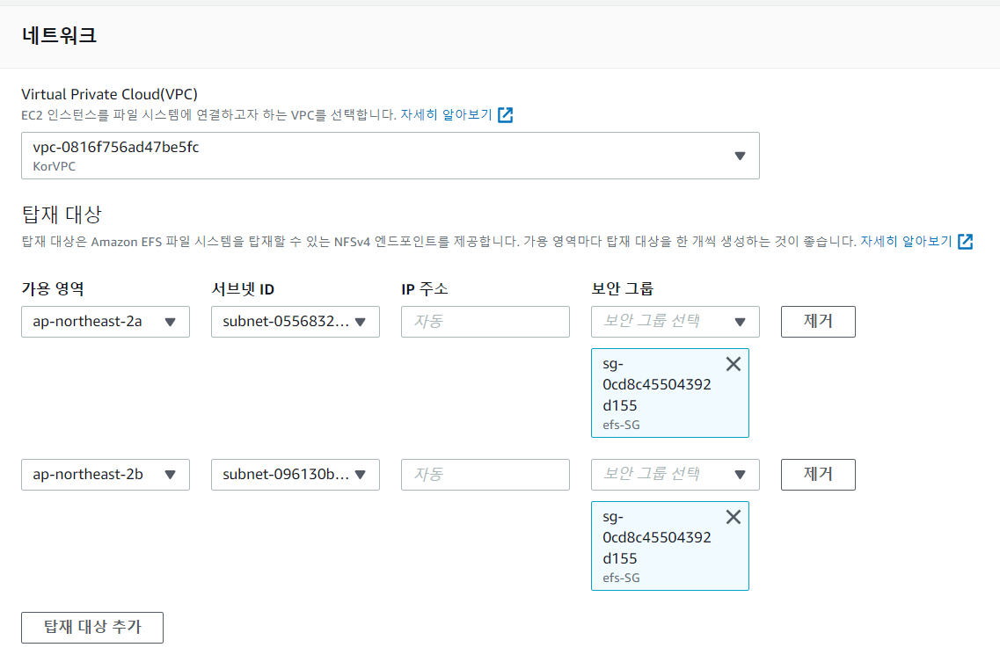 네트워크
Virtual Private Cloud(VPC)
EC2 인스턴스를 파일 시스템에 연결하고자 하는 VPC를 선택합니다. 자세히 알아보기
vpc-0816f756ad47be5fc
KorVPC
탑재 대상
탑재 대상은 Amazon EFS 파일 시스템을 탑재할 수 있는 NFSv4 엔드포인트를 제공합니다. 가용 영역마다 탑재 대상을 한 개씩 생성하는 것이 좋습니다. 자세히 알아보기
가용 영역 서브넷 ID IP 주소 보안 그룹
ap-northeast-2a subnet-0556832... 자동 보안 그룹 선택 제거
sg-
0cd8c45504392
d155
efs-SG
ap-northeast-2b subnet-096130b... 자동 보안 그룹 선택 제거
sg-
0cd8c45504392
d155
efs-SG
탑재 대상 추가